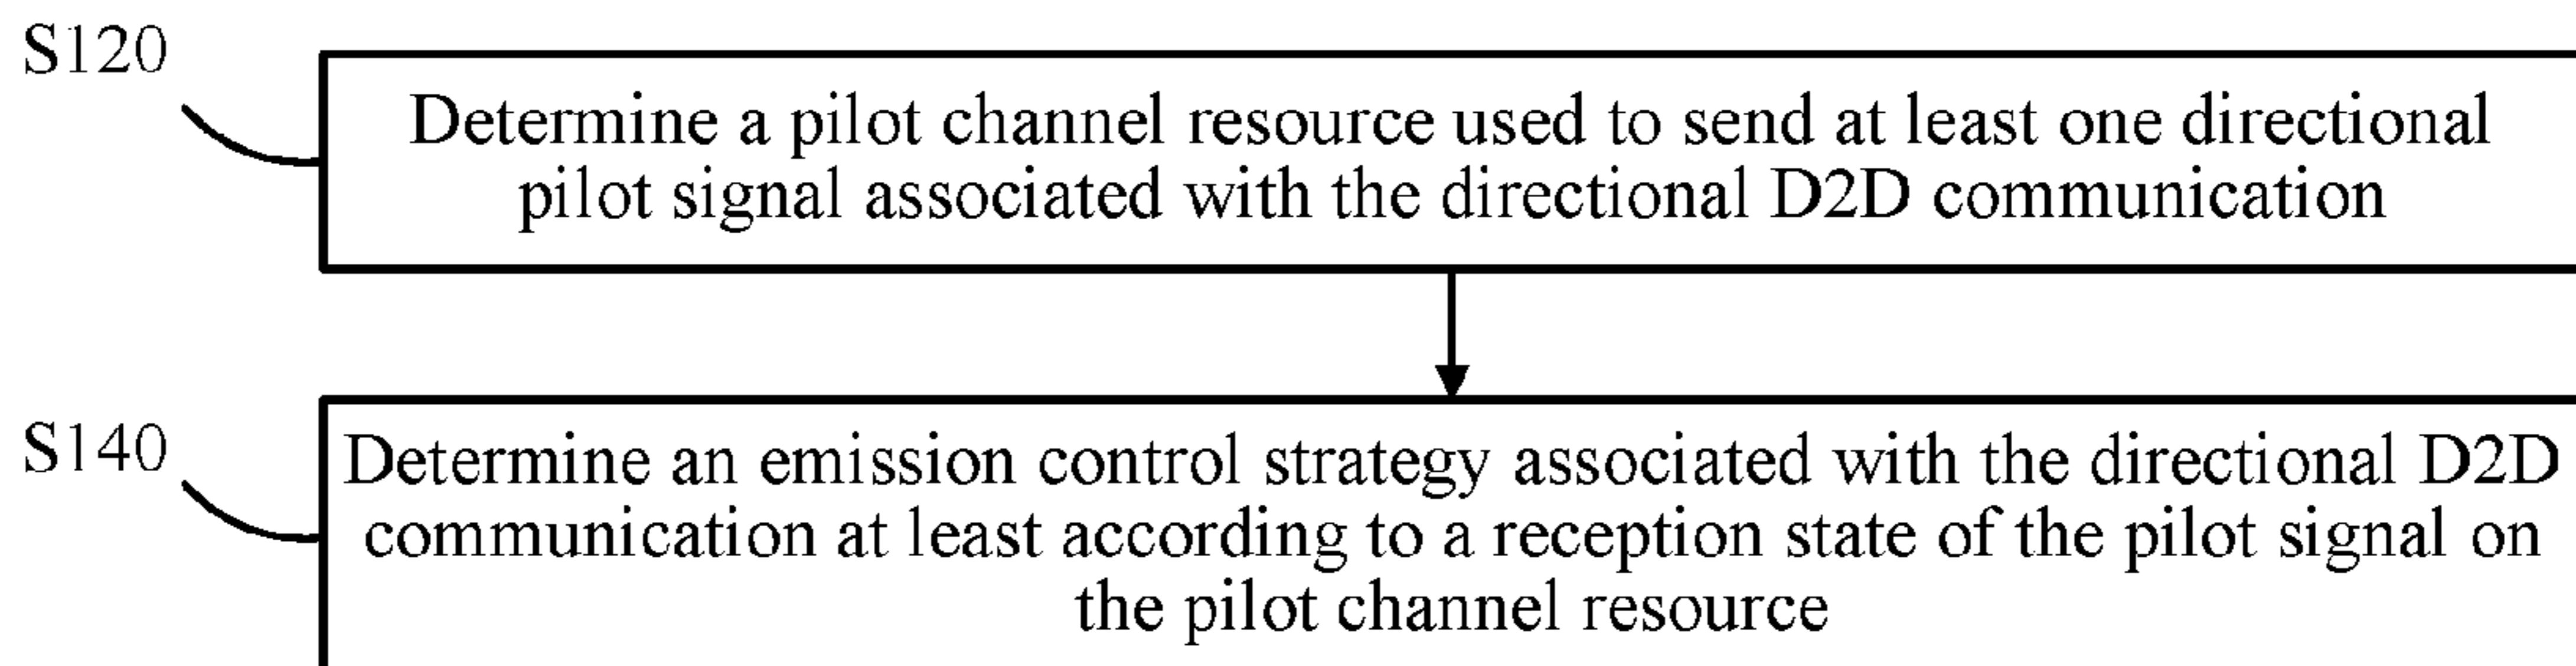 S120
Determine a pilot channel resource used to send at least one directional
pilot signal associated with the directional D2D communication
S140
Determine an emission control strategy associated with the directional D2D
communication at least according to a reception state of the pilot signal on
the pilot channel resource